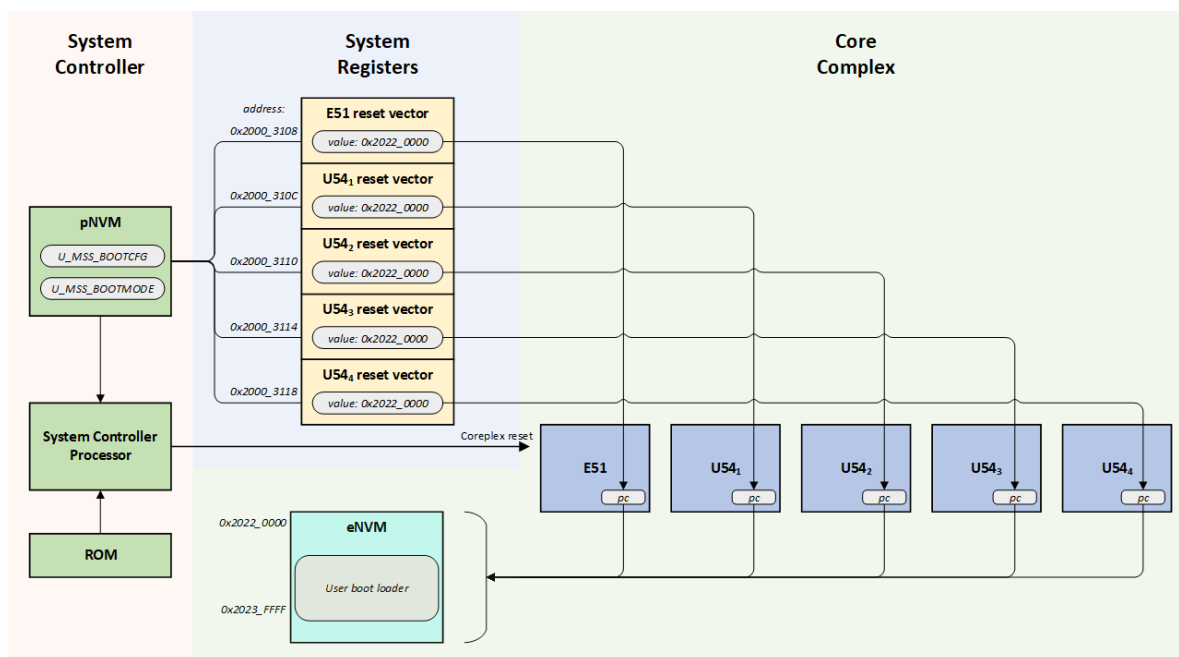 System
Controller
System
Registers
Core
Complex
address:
E51 reset vector
0x2000_3108
value: 0x2022_0000
U54₁ reset vector
0x2000_310C
value: 0x2022_0000
pNVM
U_MSS_BOOTCFG
U_MSS_BOOTMODE
U54₂ reset vector
0x2000_3110
value: 0x2022_0000
U54₃ reset vector
0x2000_3114
value: 0x2022_0000
U54₄ reset vector
0x2000_3118
value: 0x2022_0000
System Controller
Processor
Coreplex reset
E51
pc
U54₁
pc
U54₂
pc
U54₃
pc
U54₄
pc
ROM
0x2022_0000
eNVM
User boot loader
0x2023_FFFF